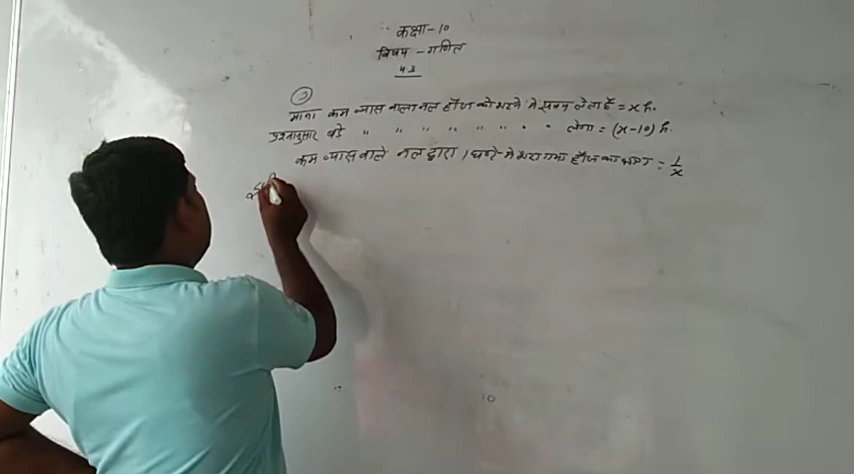 कक्षा-10
विषय - गणित
4.3
माना कम व्यास वाला नल हौज को भरने मे समय लेता है = x h.
प्रश्नानुसार बडे " " " " " " " " लेगा = (x-10) h.
कम व्यास वाले नल द्वारा 1 घण्टे मे भरा गया हौज का भाग = 1/x